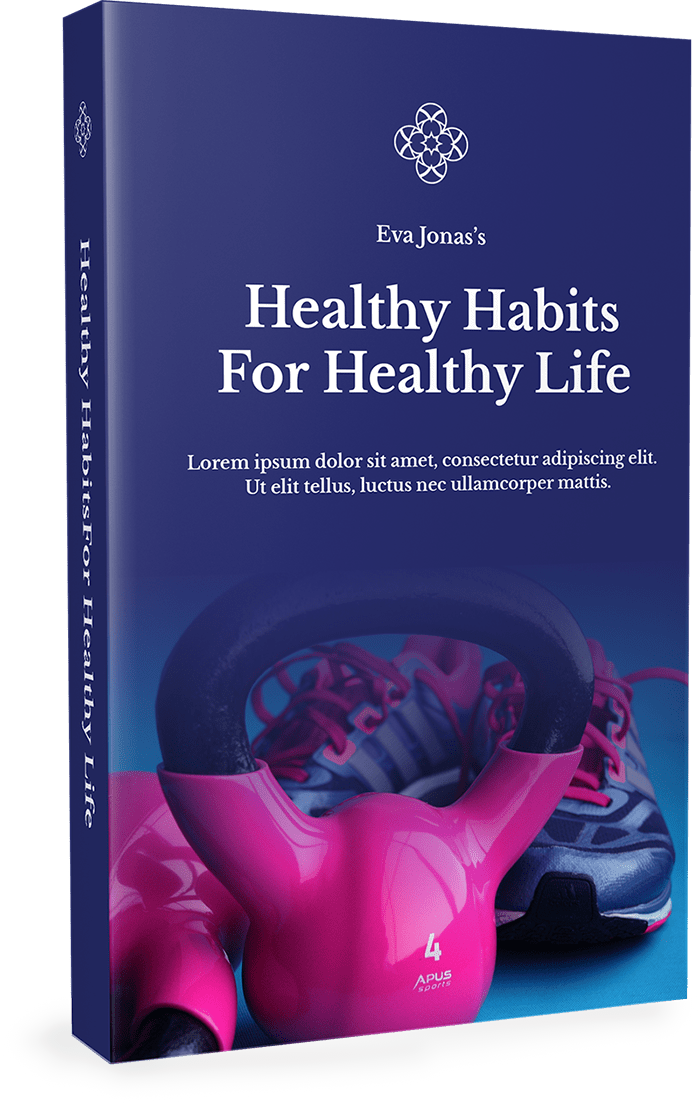 Eva Jonas's
Healthy Habits
For Healthy Life
Lorem ipsum dolor sit amet, consectetur adipiscing elit.
Ut elit tellus, luctus nec ullamcorper mattis.
4
APUS
sports
Healthy HabitsFor Healthy Life